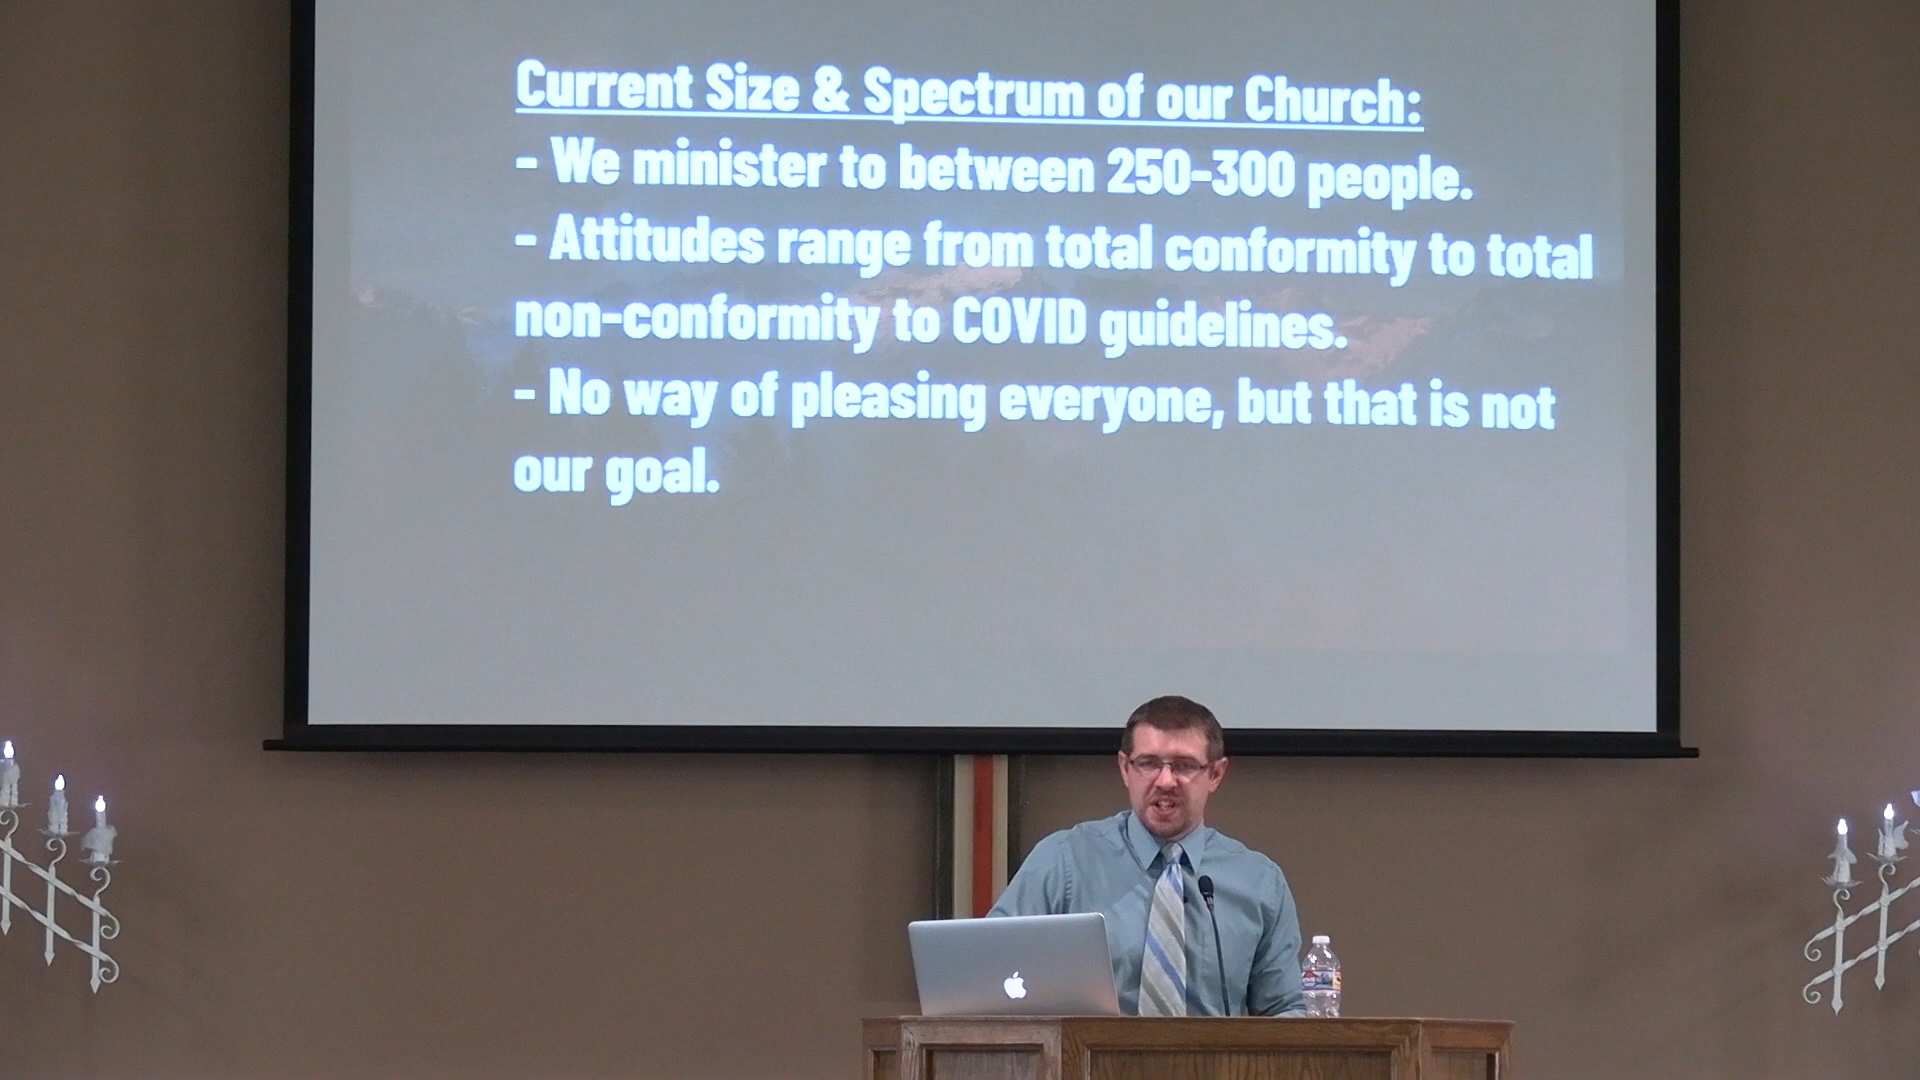 Current Size & Spectrum of our Church:
- We minister to between 250-300 people.
- Attitudes range from total conformity to total
non-conformity to COVID guidelines.
- No way of pleasing everyone, but that is not
our goal.